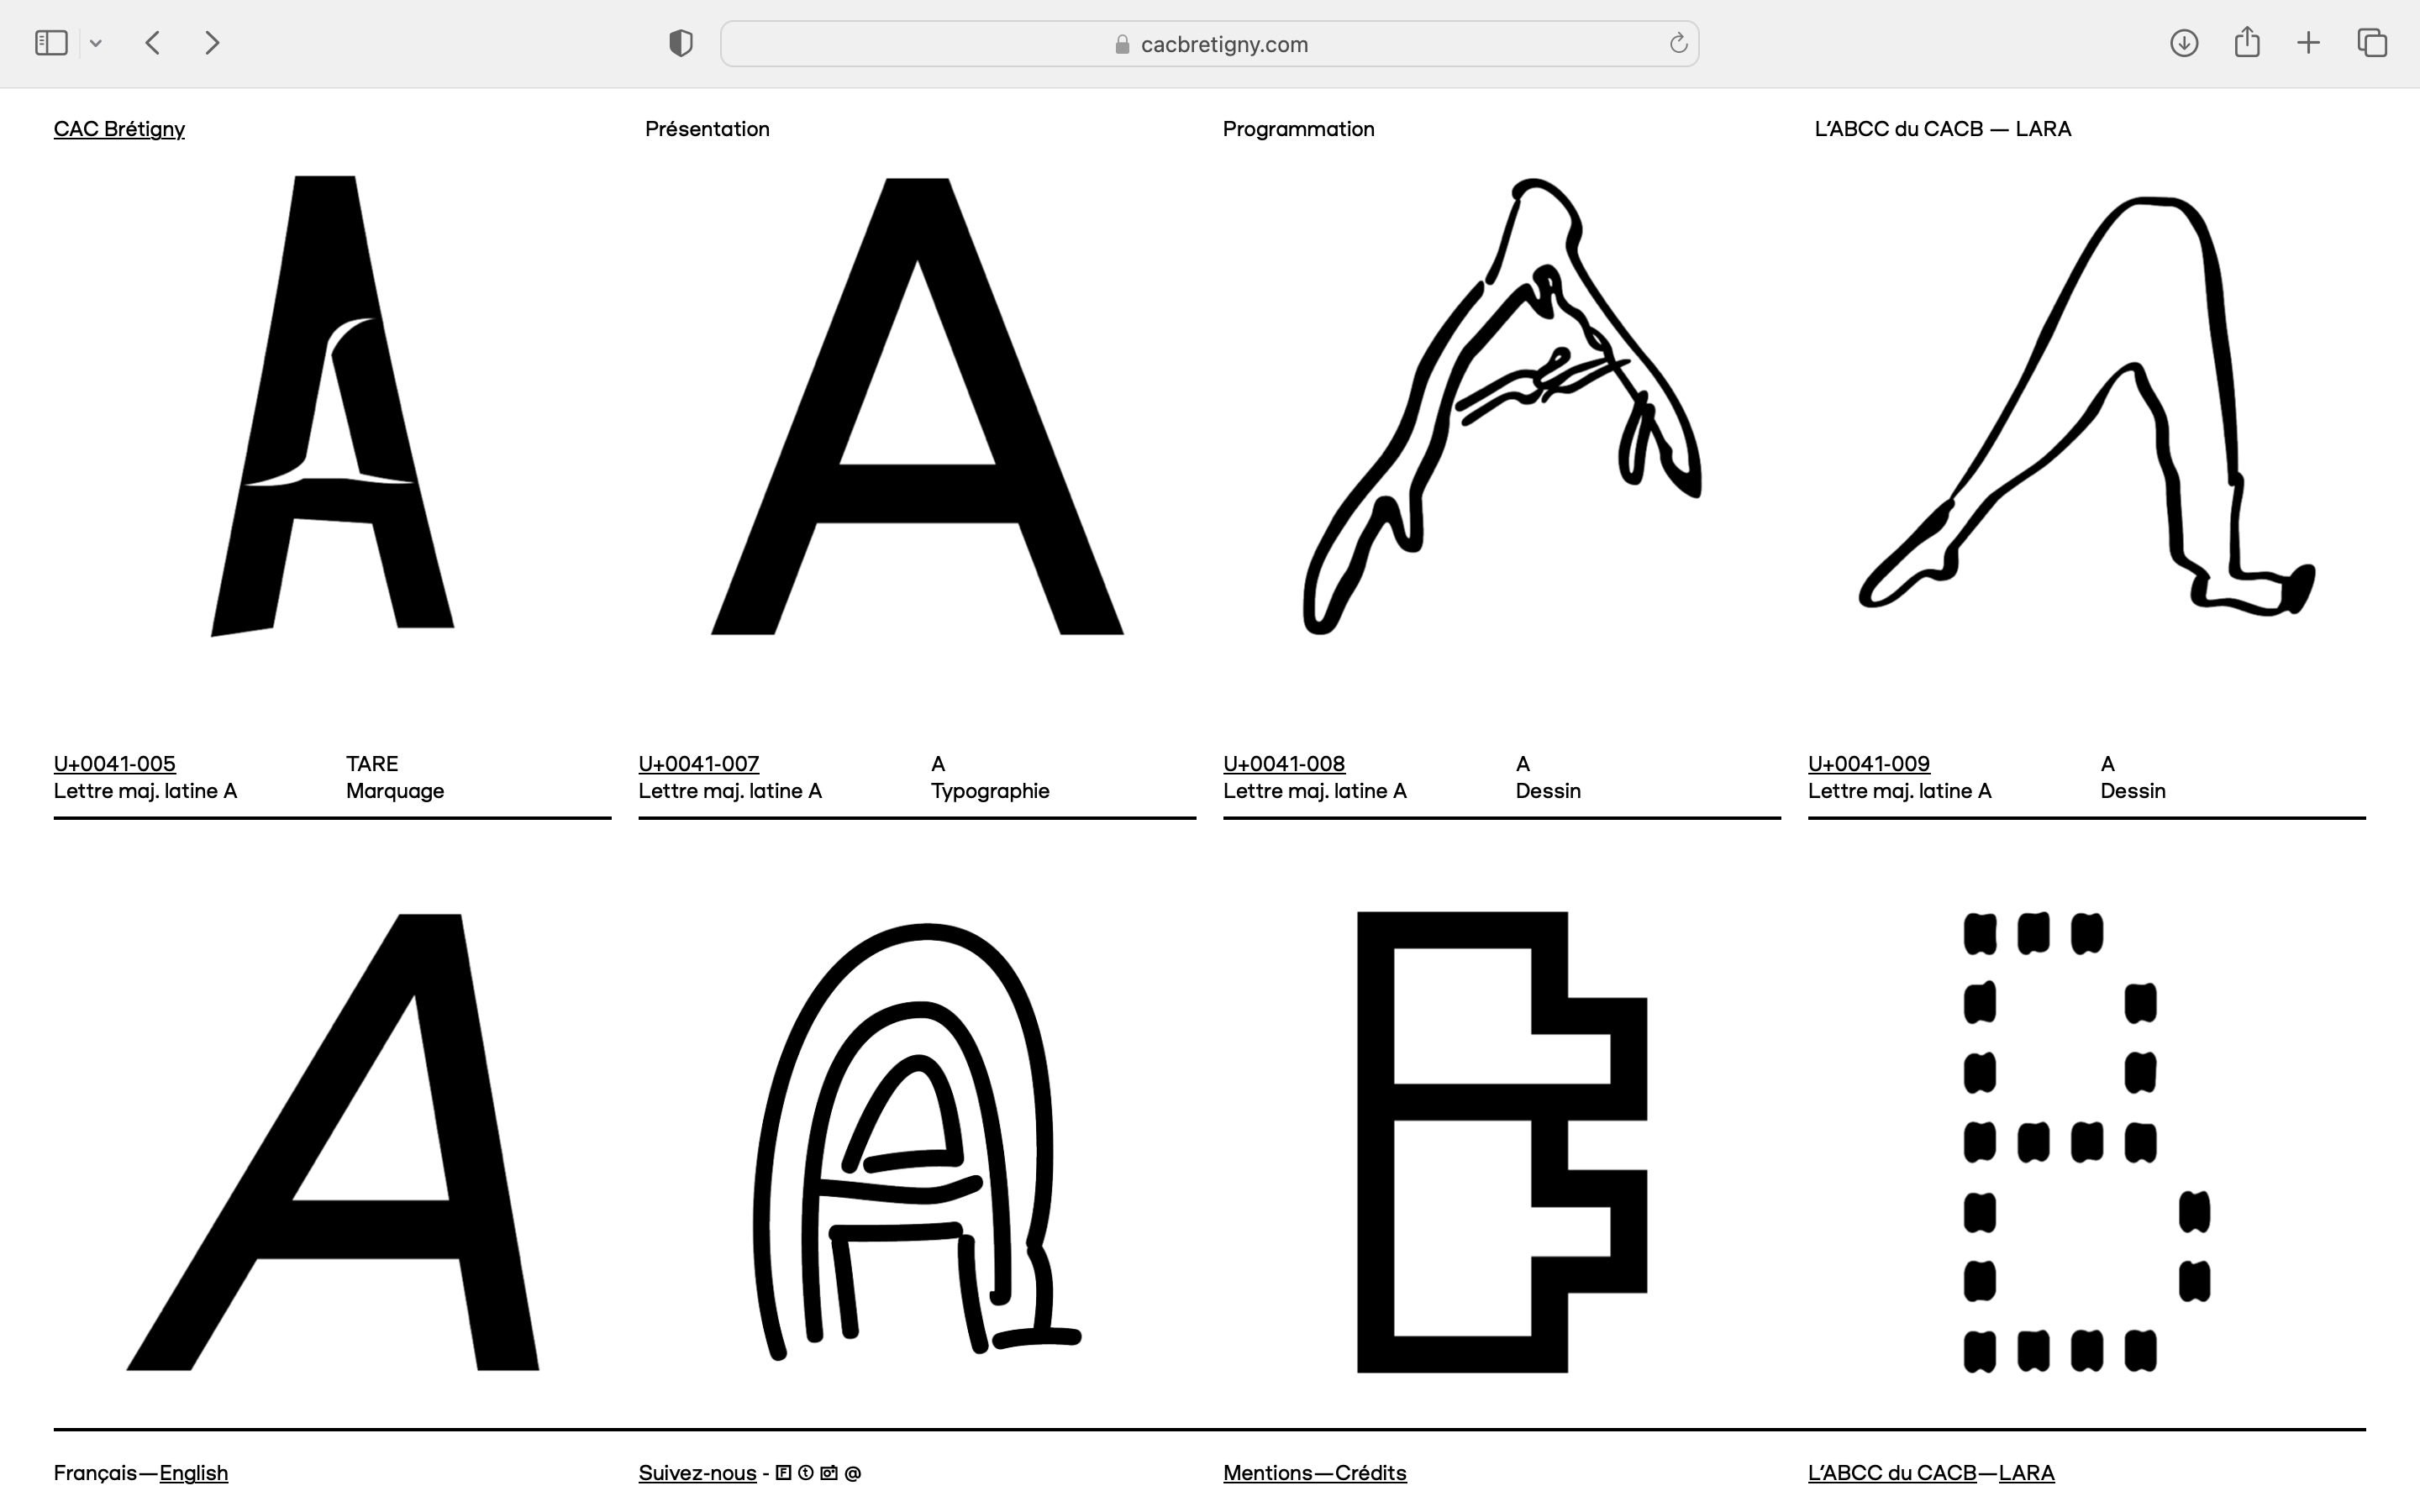 cacbretigny.com
CAC Brétigny
Présentation
Programmation
L'ABCC du CACB — LARA
A
A
A
A
U+0041-005
Lettre maj. latine A
TARE
Marquage
U+0041-007
Lettre maj. latine A
A
Typographie
U+0041-008
Lettre maj. latine A
A
Dessin
U+0041-009
Lettre maj. latine A
A
Dessin
A
A
B
B
Français—English
Suivez-nous - @
Mentions—Crédits
L'ABCC du CACB—LARA